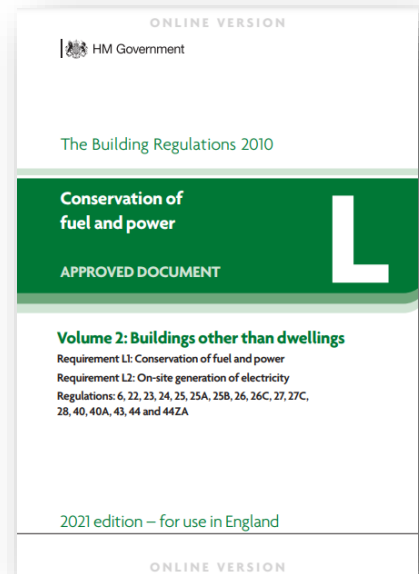 ONLINE VERSION
HM Government
The Building Regulations 2010
Conservation of
fuel and power
L
APPROVED DOCUMENT
Volume 2: Buildings other than dwellings
Requirement L1: Conservation of fuel and power
Requirement L2: On-site generation of electricity
Regulations: 6, 22, 23, 24, 25, 25A, 25B, 26, 26C, 27, 27C,
28, 40, 40A, 43, 44 and 44ZA
2021 edition – for use in England
ONLINE VERSION